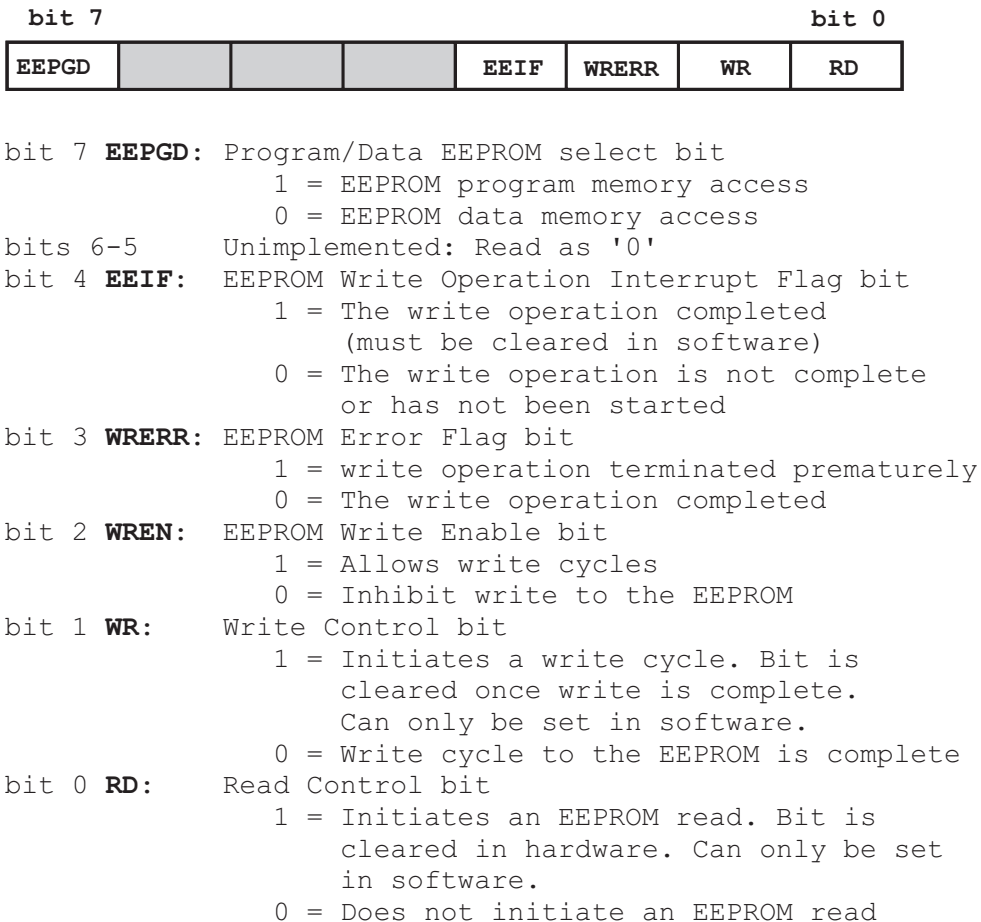 bit 7 bit 0
EEPGD EEIF WRERR WR RD
bit 7 EEPGD: Program/Data EEPROM select bit
1 = EEPROM program memory access
0 = EEPROM data memory access
bits 6-5 Unimplemented: Read as '0'
bit 4 EEIF: EEPROM Write Operation Interrupt Flag bit
1 = The write operation completed
(must be cleared in software)
0 = The write operation is not complete
or has not been started
bit 3 WRERR: EEPROM Error Flag bit
1 = write operation terminated prematurely
0 = The write operation completed
bit 2 WREN: EEPROM Write Enable bit
1 = Allows write cycles
0 = Inhibit write to the EEPROM
bit 1 WR: Write Control bit
1 = Initiates a write cycle. Bit is
cleared once write is complete.
Can only be set in software.
0 = Write cycle to the EEPROM is complete
bit 0 RD: Read Control bit
1 = Initiates an EEPROM read. Bit is
cleared in hardware. Can only be set
in software.
0 = Does not initiate an EEPROM read